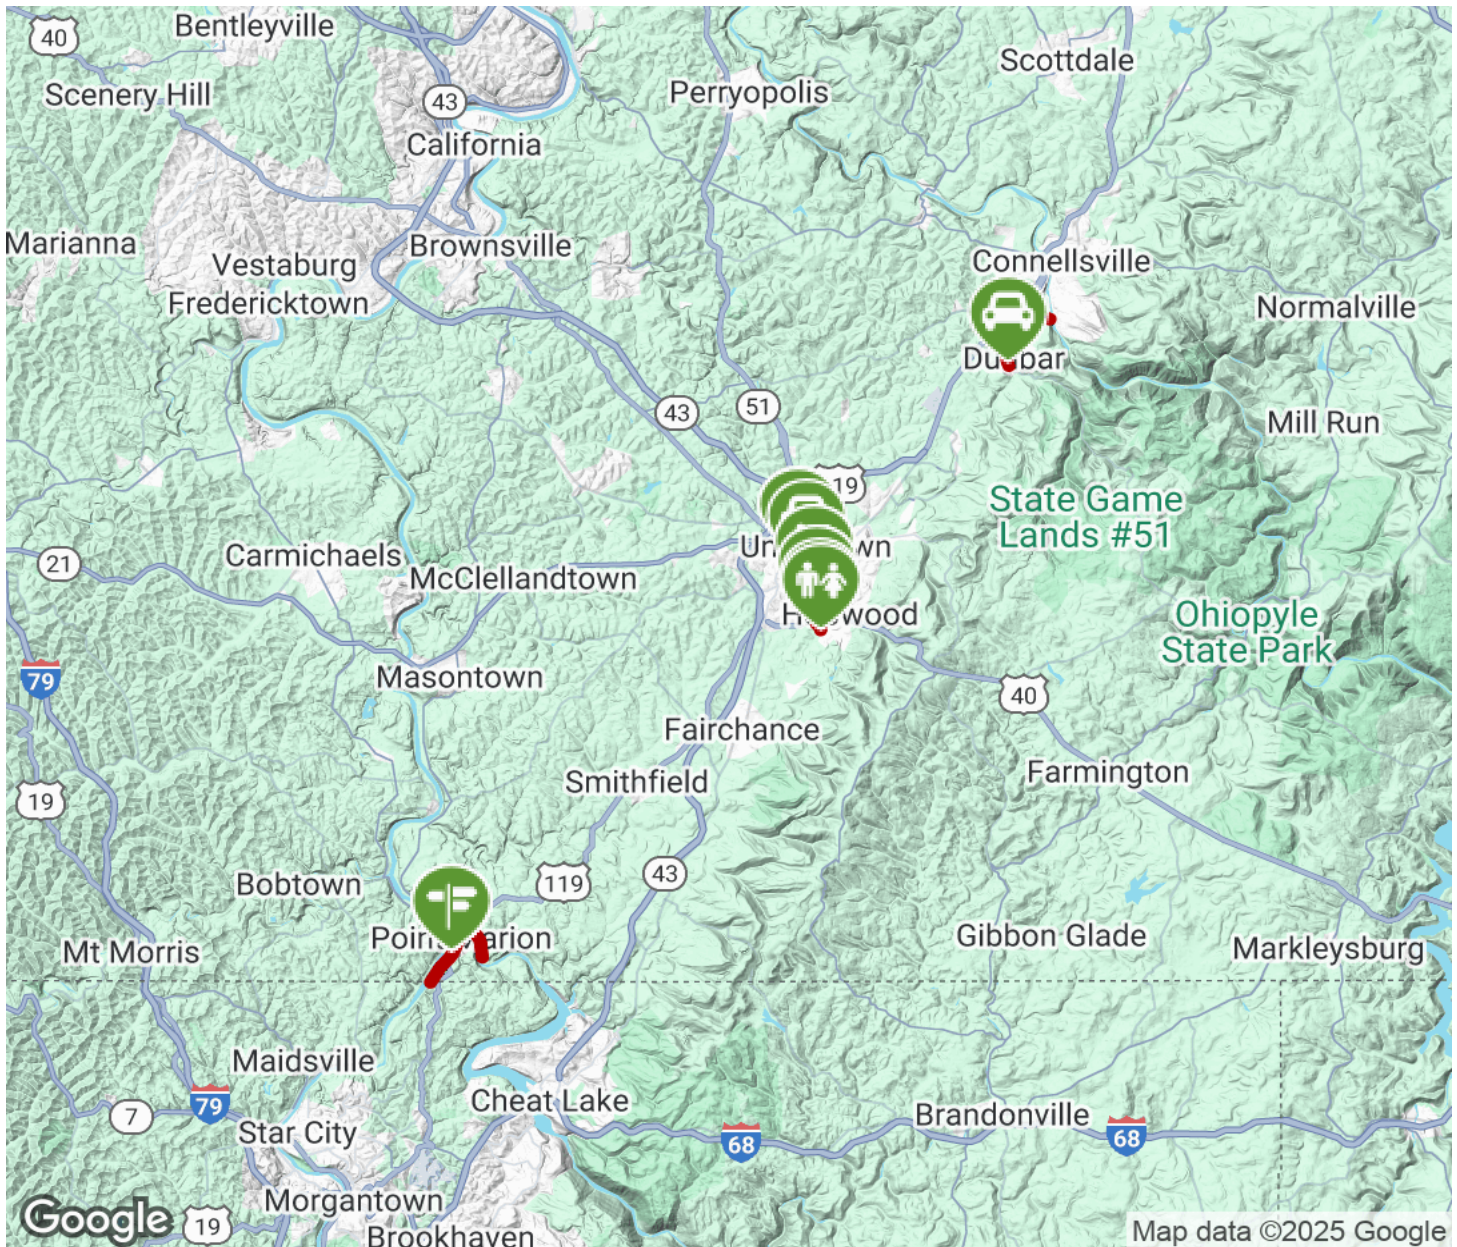 Bentleyville
40
Scottdale
Scenery Hill
43
Perryopolis
California
Marianna
Brownsville
Vestaburg
Connellsville
Fredericktown
Normalville
Dunbar
43
51
Mill Run
19
State Game
Lands #51
21
Carmichaels
McClellandtown
Ohiopyle
State Park
79
Masontown
40
Fairchance
Smithfield
Farmington
19
119
43
Bobtown
Mt Morris
Gibbon Glade
Markleysburg
Maidsville
79
7
Cheat Lake
Brandonville
Star City
68
68
Morgantown
Google
19
Brookhaven
Map data ©2025 Google